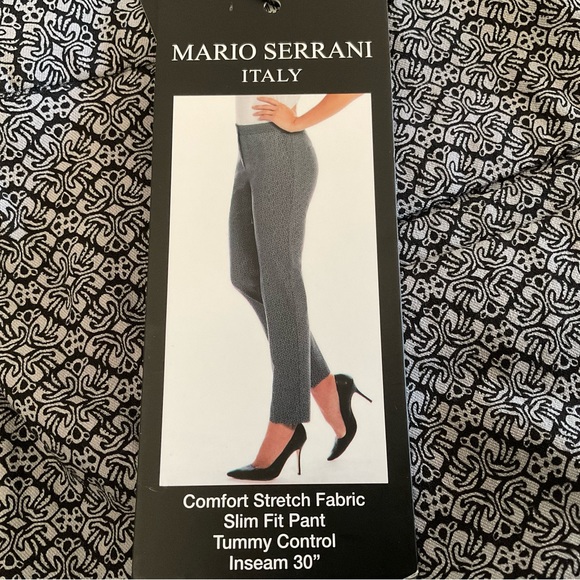 MARIO SERRANI
ITALY
Comfort Stretch Fabric
Slim Fit Pant
Tummy Control
Inseam 30”